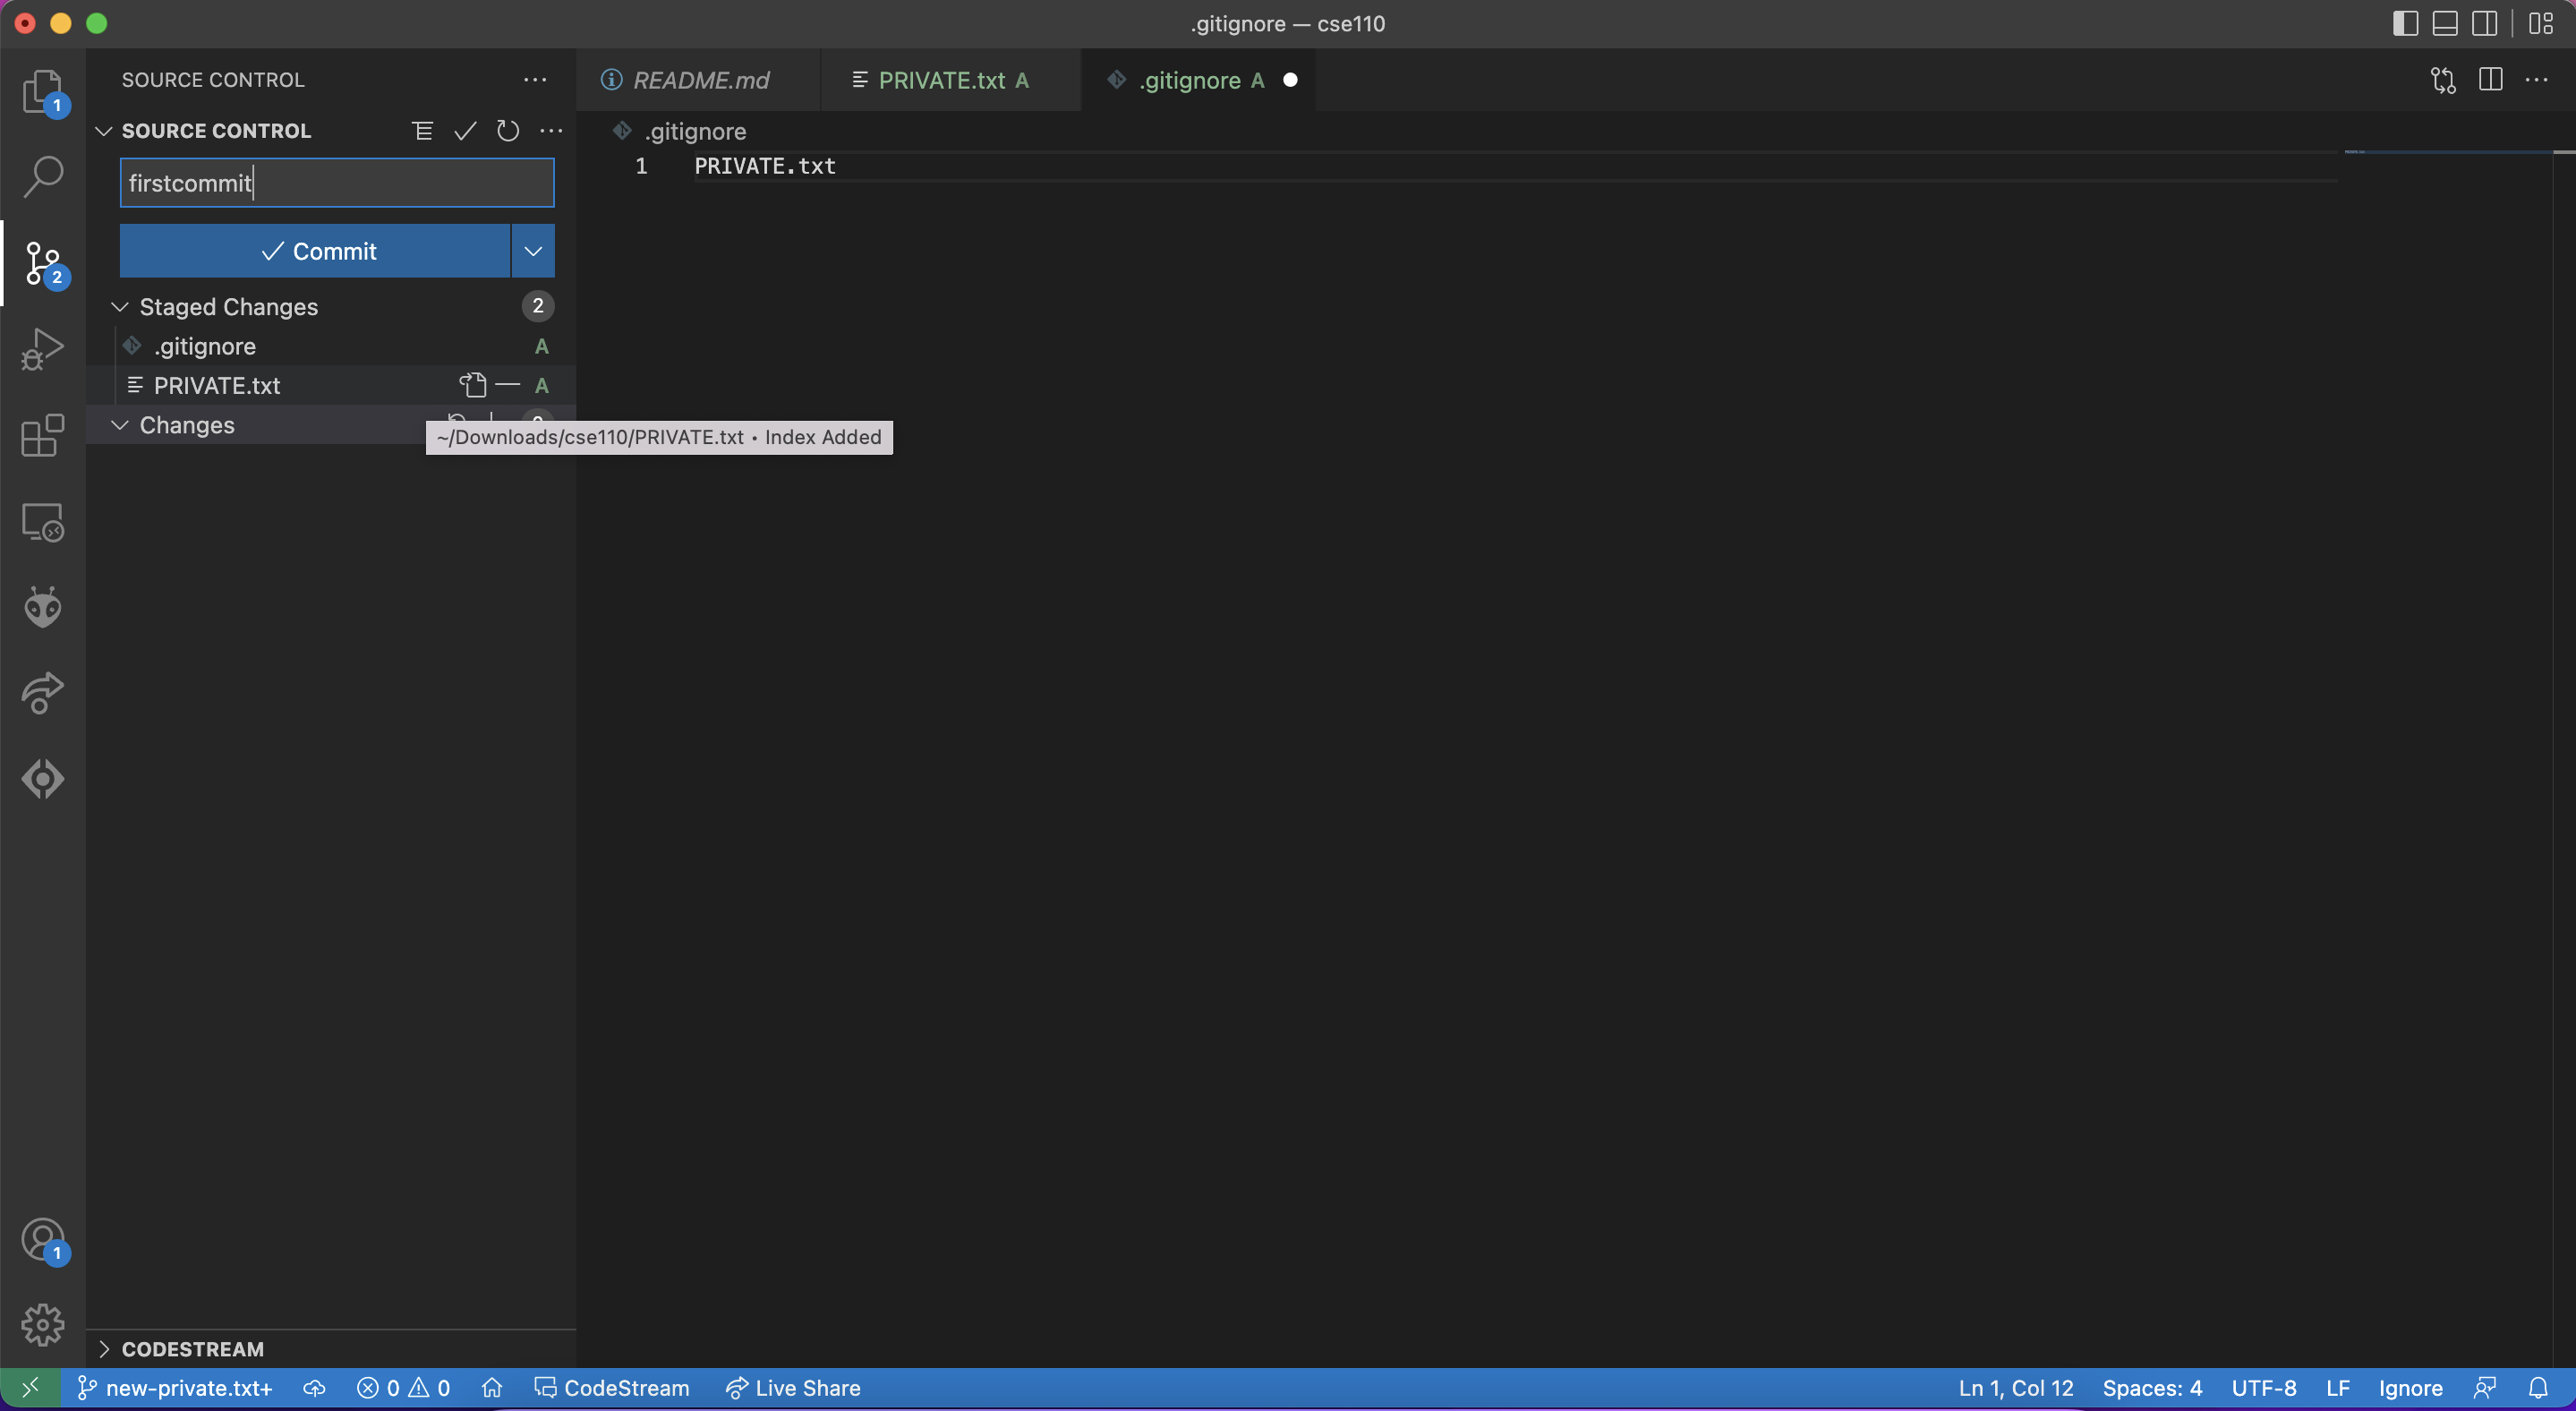 .gitignore — cse110
SOURCE CONTROL
README.md
PRIVATE.txt A
.gitignore A
1
SOURCE CONTROL
.gitignore
firstcommit
1 PRIVATE.txt
Commit
2
Staged Changes 2
.gitignore A
PRIVATE.txt A
Changes
~/Downloads/cse110/PRIVATE.txt • Index Added
1
CODESTREAM
new-private.txt+ 0 0 CodeStream Live Share Ln 1, Col 12 Spaces: 4 UTF-8 LF Ignore